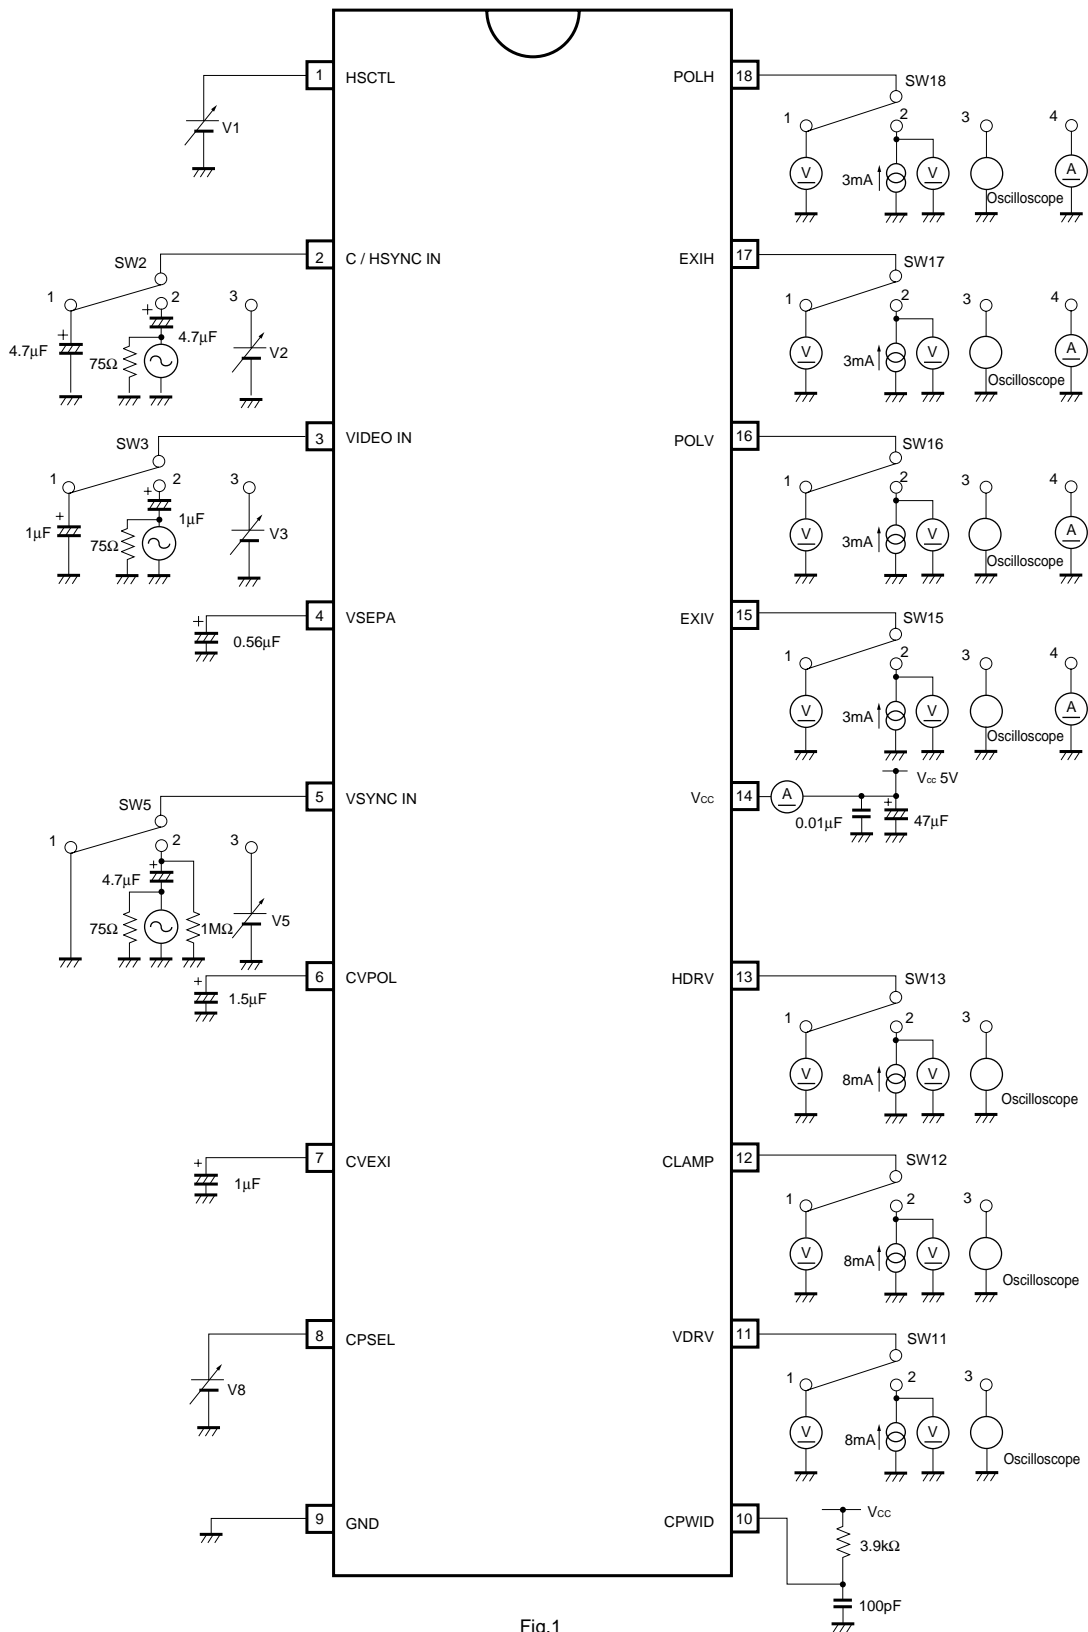 1 HSCTL
V1
2 C / HSYNC IN
SW2
1
2
3
+
4.7µF
+
4.7µF
75Ω
V2
3 VIDEO IN
SW3
1
2
3
+
1µF
+
1µF
75Ω
V3
4 VSEPA
+
0.56µF
5 VSYNC IN
SW5
1
2
3
+
4.7µF
75Ω
1MΩ
V5
6 CVPOL
+
1.5µF
7 CVEXI
+
1µF
8 CPSEL
V8
9 GND
POLH 18
SW18
1
2
3
4
V
3mA
V
Oscilloscope
A
EXIH 17
SW17
1
2
3
4
V
3mA
V
Oscilloscope
A
POLV 16
SW16
1
2
3
4
V
3mA
V
Oscilloscope
A
EXIV 15
SW15
1
2
3
4
V
3mA
V
Oscilloscope
A
Vcc 14
A
Vcc 5V
0.01µF
+
47µF
HDRV 13
SW13
1
2
3
V
8mA
V
Oscilloscope
CLAMP 12
SW12
1
2
3
V
8mA
V
Oscilloscope
VDRV 11
SW11
1
2
3
V
8mA
V
Oscilloscope
CPWID 10
Vcc
3.9kΩ
100pF
Fig.1